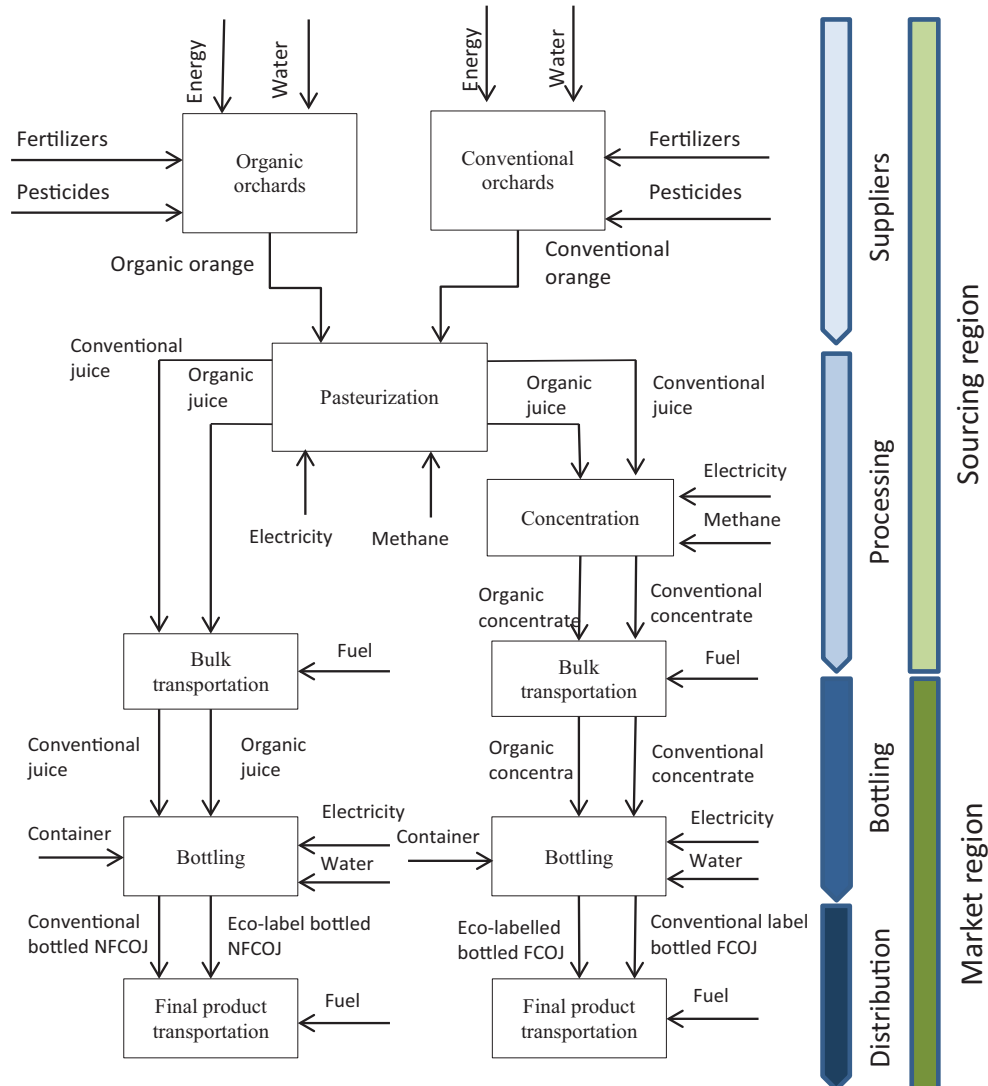 Energy
Water
Energy
Water
Fertilizers
Pesticides
Organic
orchards
Conventional
orchards
Fertilizers
Pesticides
Organic orange
Conventional
orange
Conventional
juice
Organic
juice
Pasteurization
Organic
juice
Conventional
juice
Electricity
Methane
Electricity
Methane
Concentration
Organic
concentrate
Conventional
concentrate
Bulk
transportation
Fuel
Bulk
transportation
Fuel
Conventional
juice
Organic
juice
Organic
concentra
Conventional
concentrate
Container
Bottling
Electricity
Water
Container
Bottling
Electricity
Water
Conventional
bottled NFCOJ
Eco-label bottled
NFCOJ
Eco-labelled
bottled FCOJ
Conventional label
bottled FCOJ
Final product
transportation
Fuel
Final product
transportation
Fuel
Suppliers
Processing
Bottling
Distribution
Sourcing region
Market region